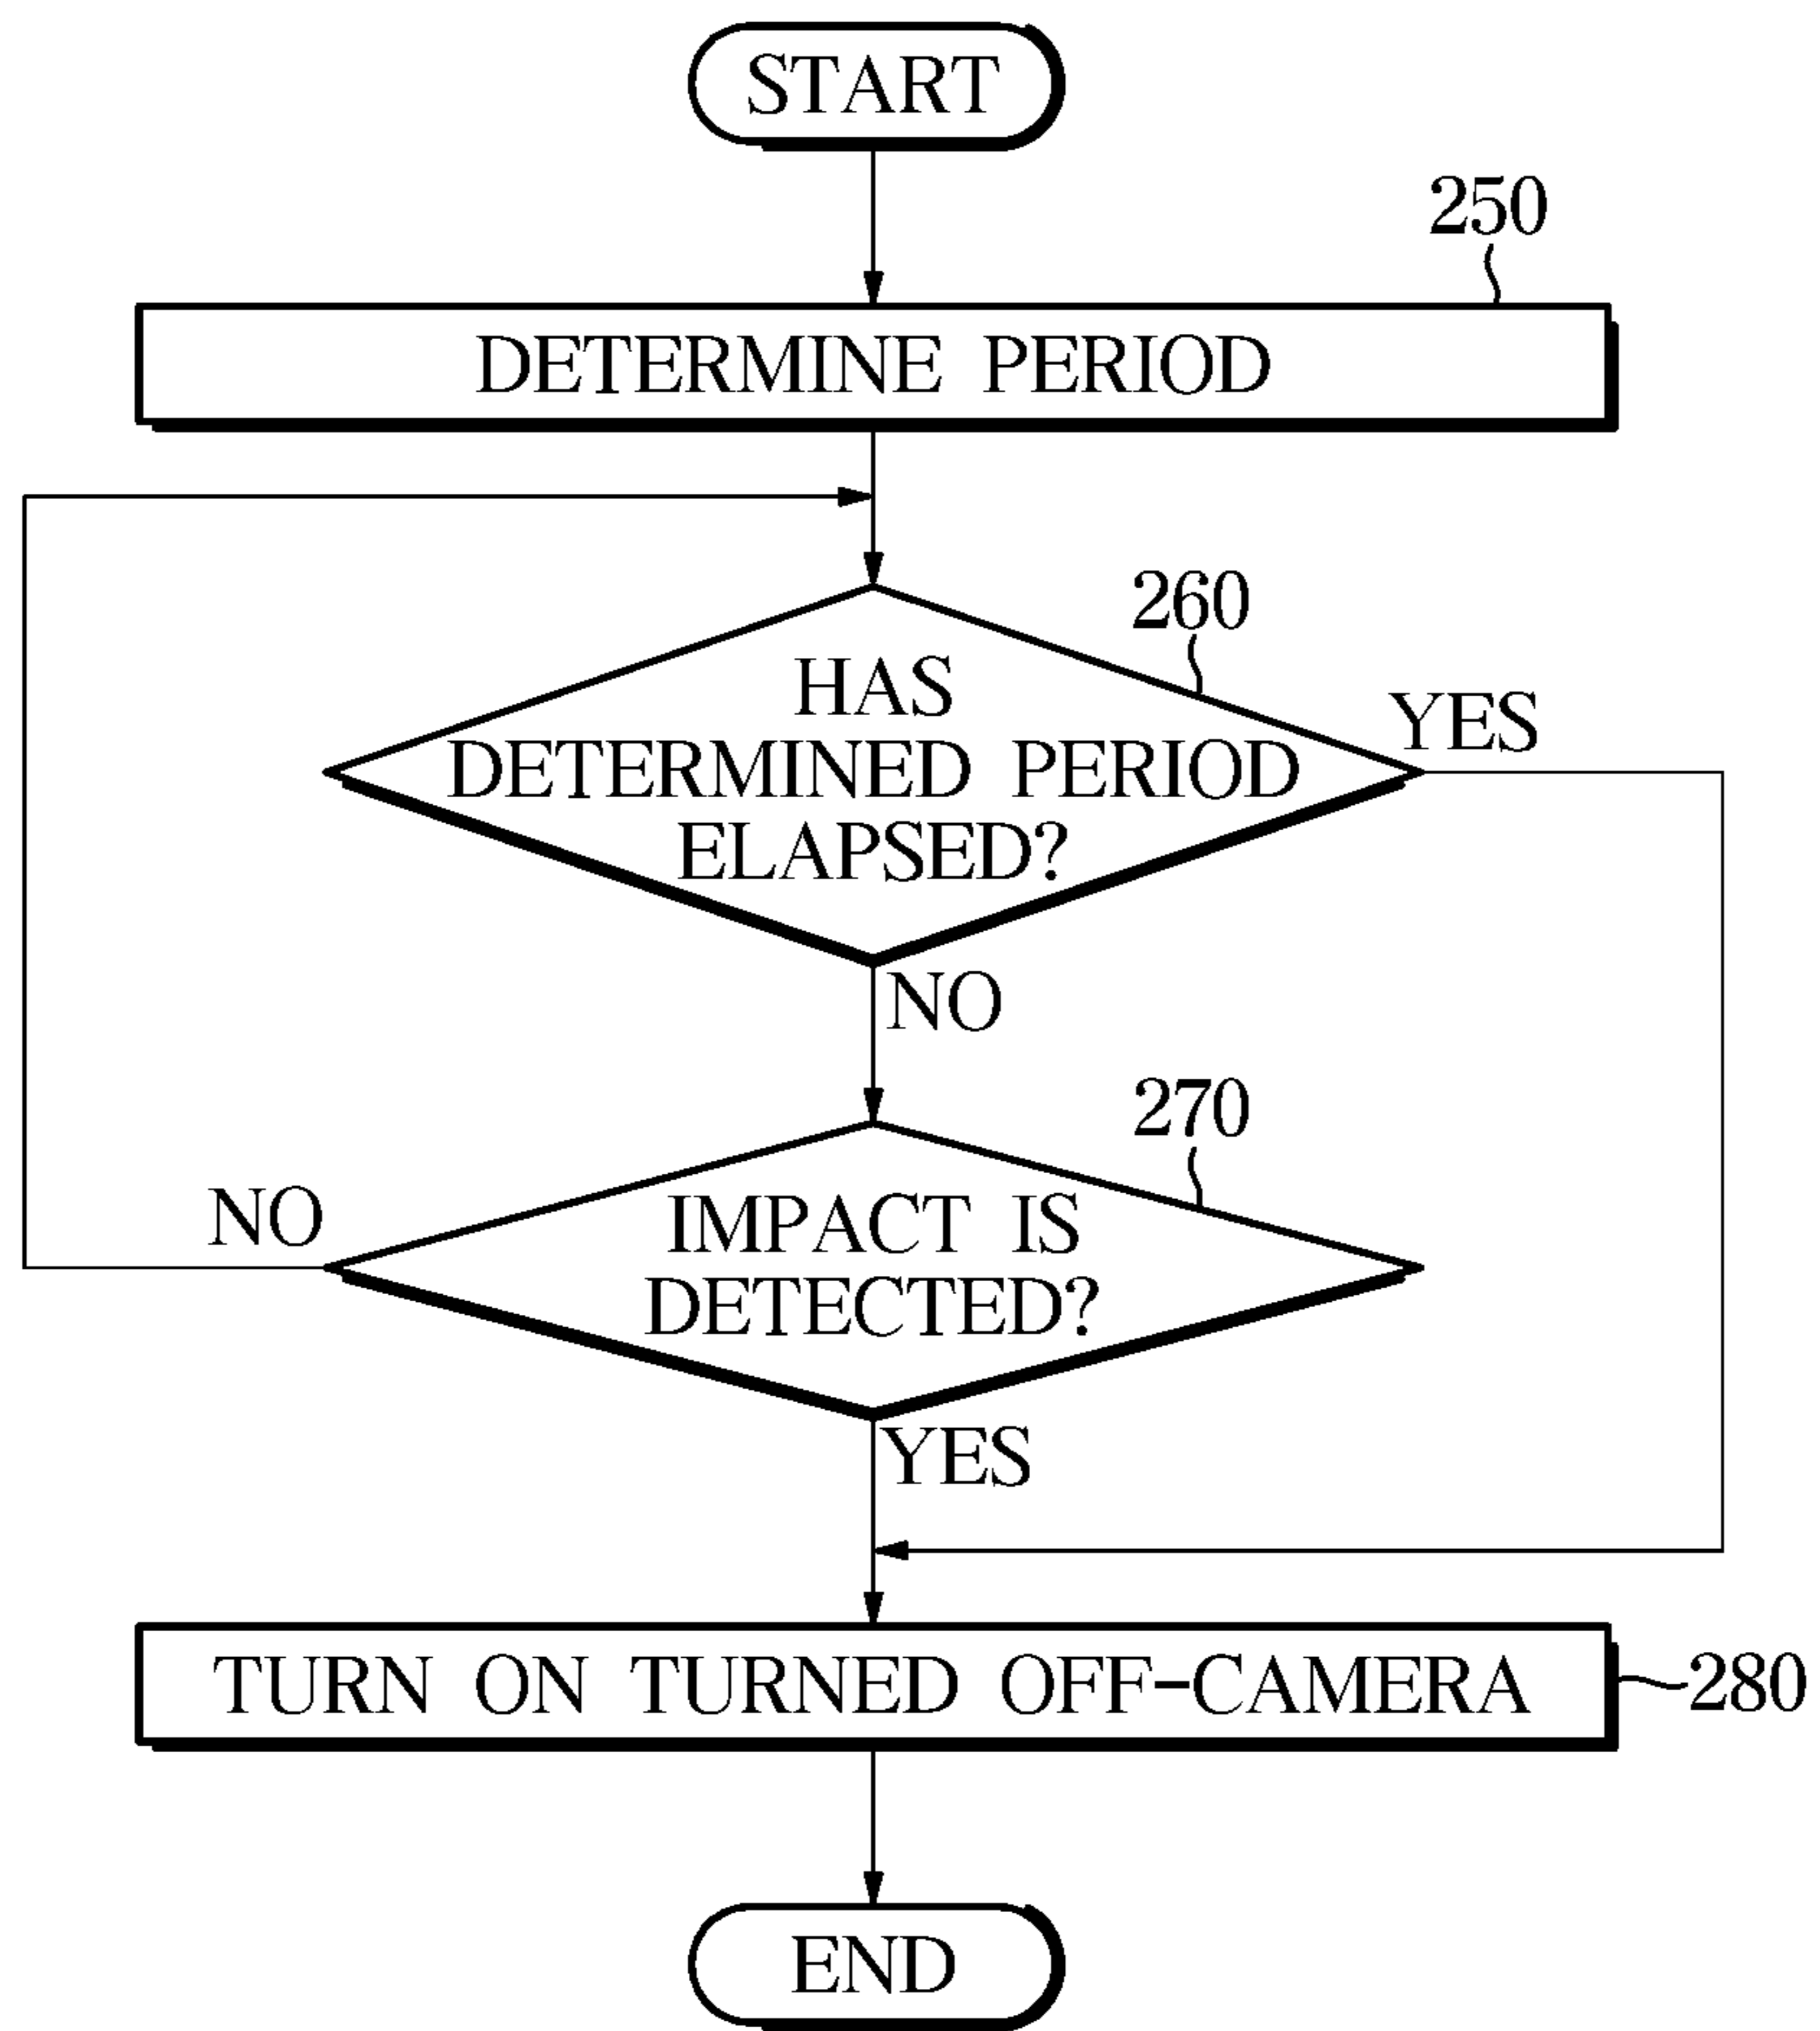 START
250
DETERMINE PERIOD
260
HAS
DETERMINED PERIOD
ELAPSED?
YES
NO
270
IMPACT IS
DETECTED?
NO
YES
TURN ON TURNED OFF-CAMERA
280
END